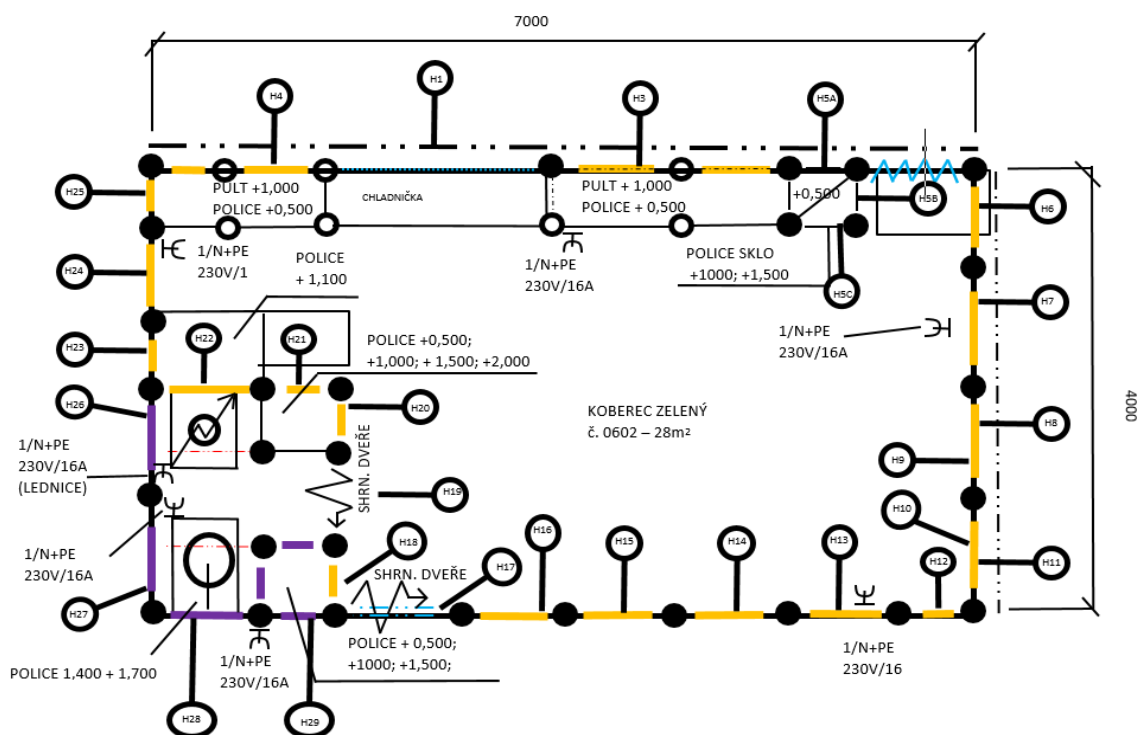 7000
H4
H1
H3
H5A
H25
PULT +1,000
POLICE +0,500
CHLADNIČKA
PULT + 1,000
POLICE + 0,500
+0,500
H5B
H6
1/N+PE
230V/1
POLICE
+ 1,100
1/N+PE
230V/16A
POLICE SKLO
+1000; +1,500
H5C
H24
H7
1/N+PE
230V/16A
H23
H22
H21
POLICE +0,500;
+1,000; + 1,500; +2,000
H26
H20
KOBEREC ZELENÝ
č. 0602 – 28m²
H8
4000
1/N+PE
230V/16A
(LEDNICE)
SHRN. DVEŘE
H9
H19
H10
1/N+PE
230V/16A
H18
SHRN. DVEŘE
H17
H16
H15
H14
H13
H12
H11
H27
POLICE 1,400 + 1,700
1/N+PE
230V/16A
POLICE + 0,500;
+1000; +1,500;
1/N+PE
230V/16
H28
H29